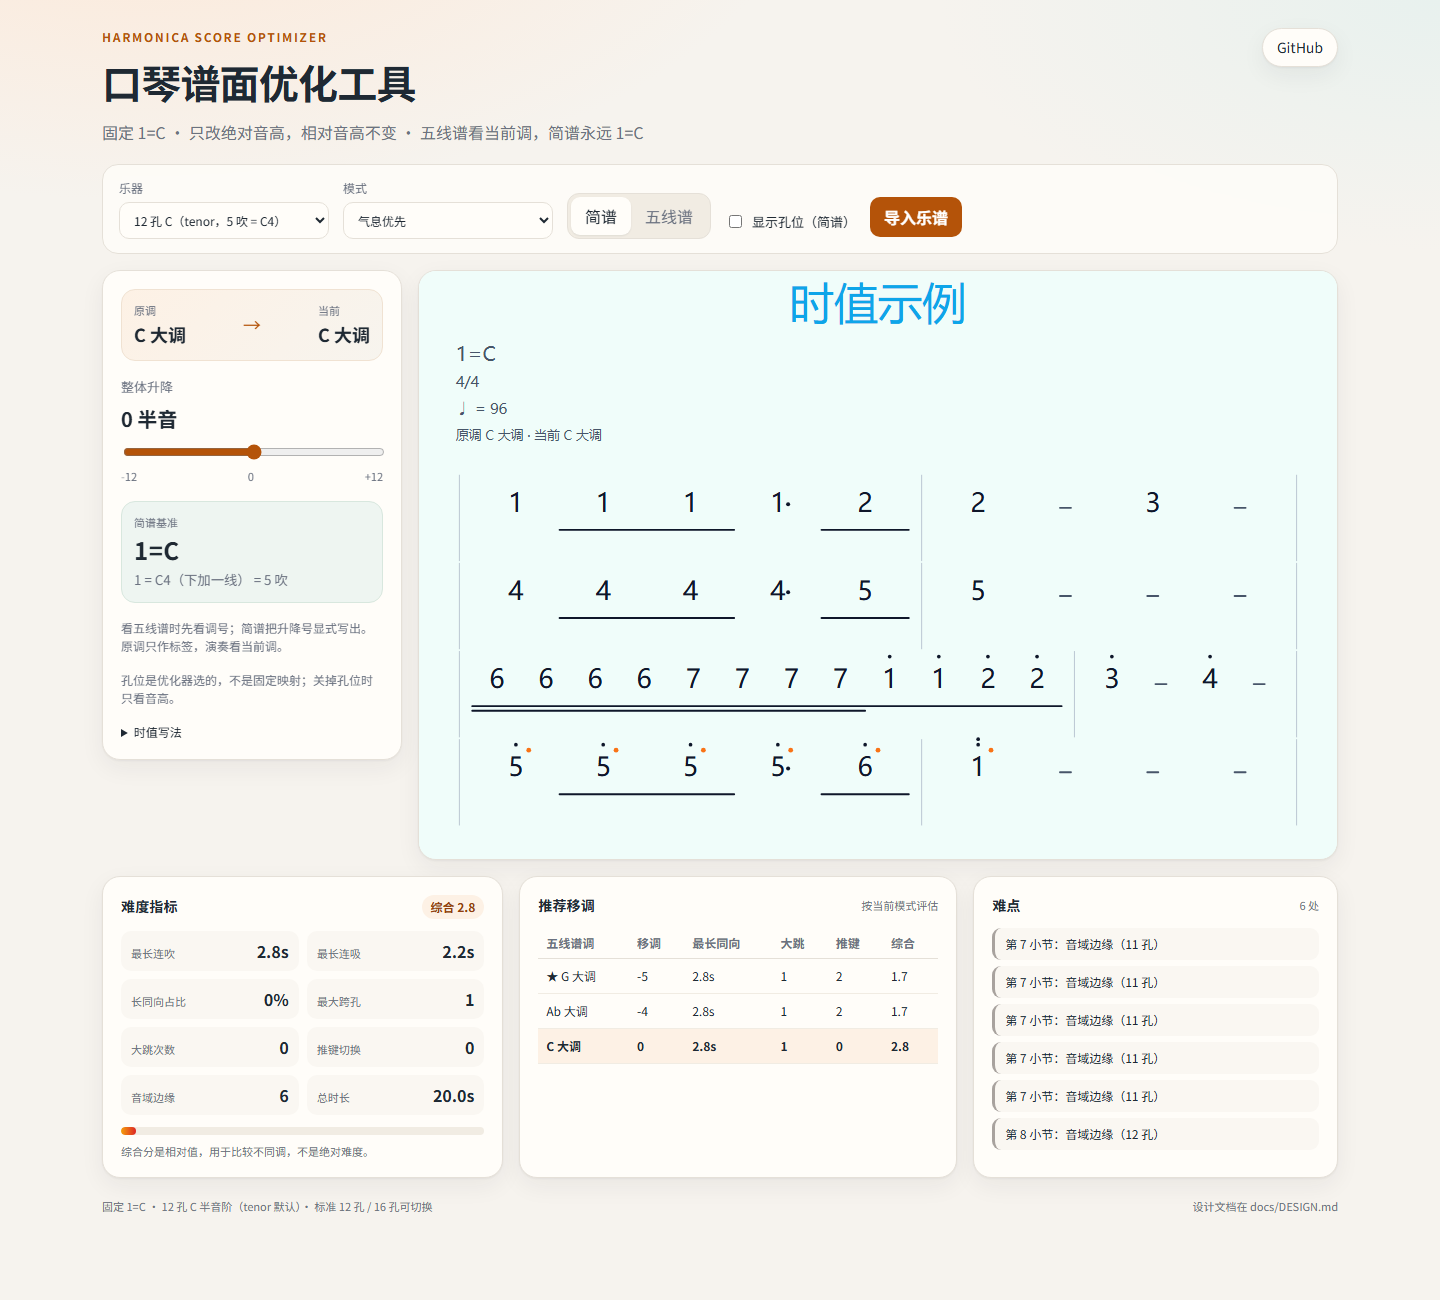 HARMONICA SCORE OPTIMIZER
GitHub
口琴谱面优化工具
固定 1=C · 只改绝对音高，相对音高不变 · 五线谱看当前调，简谱永远 1=C
乐器
模式
12 孔 C（tenor，5 吹 = C4）
气息优先
简谱
五线谱
显示孔位（简谱）
导入乐谱
原调
当前
C 大调
→
C 大调
整体升降
0 半音
-12
0
+12
简谱基准
1=C
1 = C4（下加一线） = 5 吹
看五线谱时先看调号；简谱把升降号显式写出。
原调只作标签，演奏看当前调。
孔位是优化器选的，不是固定映射；关掉孔位时
只看音高。
▶ 时值写法
时值示例
1=C
4/4
♩ = 96
原调 C 大调 · 当前 C 大调
1 1 1 1· 2 2 – 3 –
4 4 4 4· 5 5 – – –
6 6 6 6 7 7 7 7 1 1 2 2 3 – 4 –
5 5 5 5· 6 1 – – –
难度指标
综合 2.8
最长连吹 2.8s
最长连吸 2.2s
长同向占比 0%
最大跨孔 1
大跳次数 0
推键切换 0
音域边缘 6
总时长 20.0s
综合分是相对值，用于比较不同调，不是绝对难度。
推荐移调
按当前模式评估
五线谱调 移调 最长同向 大跳 推键 综合
★ G 大调 -5 2.8s 1 2 1.7
Ab 大调 -4 2.8s 1 2 1.7
C 大调 0 2.8s 1 0 2.8
难点
6 处
第 7 小节：音域边缘（11 孔）
第 7 小节：音域边缘（11 孔）
第 7 小节：音域边缘（11 孔）
第 7 小节：音域边缘（11 孔）
第 7 小节：音域边缘（11 孔）
第 8 小节：音域边缘（12 孔）
固定 1=C · 12 孔 C 半音阶（tenor 默认）· 标准 12 孔 / 16 孔可切换
设计文档在 docs/DESIGN.md